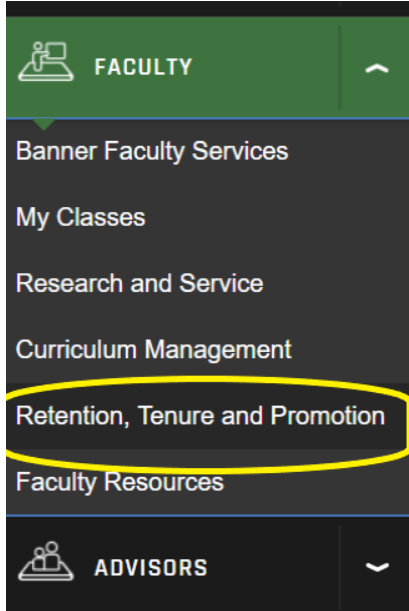 FACULTY
Banner Faculty Services
My Classes
Research and Service
Curriculum Management
Retention, Tenure and Promotion
Faculty Resources
ADVISORS